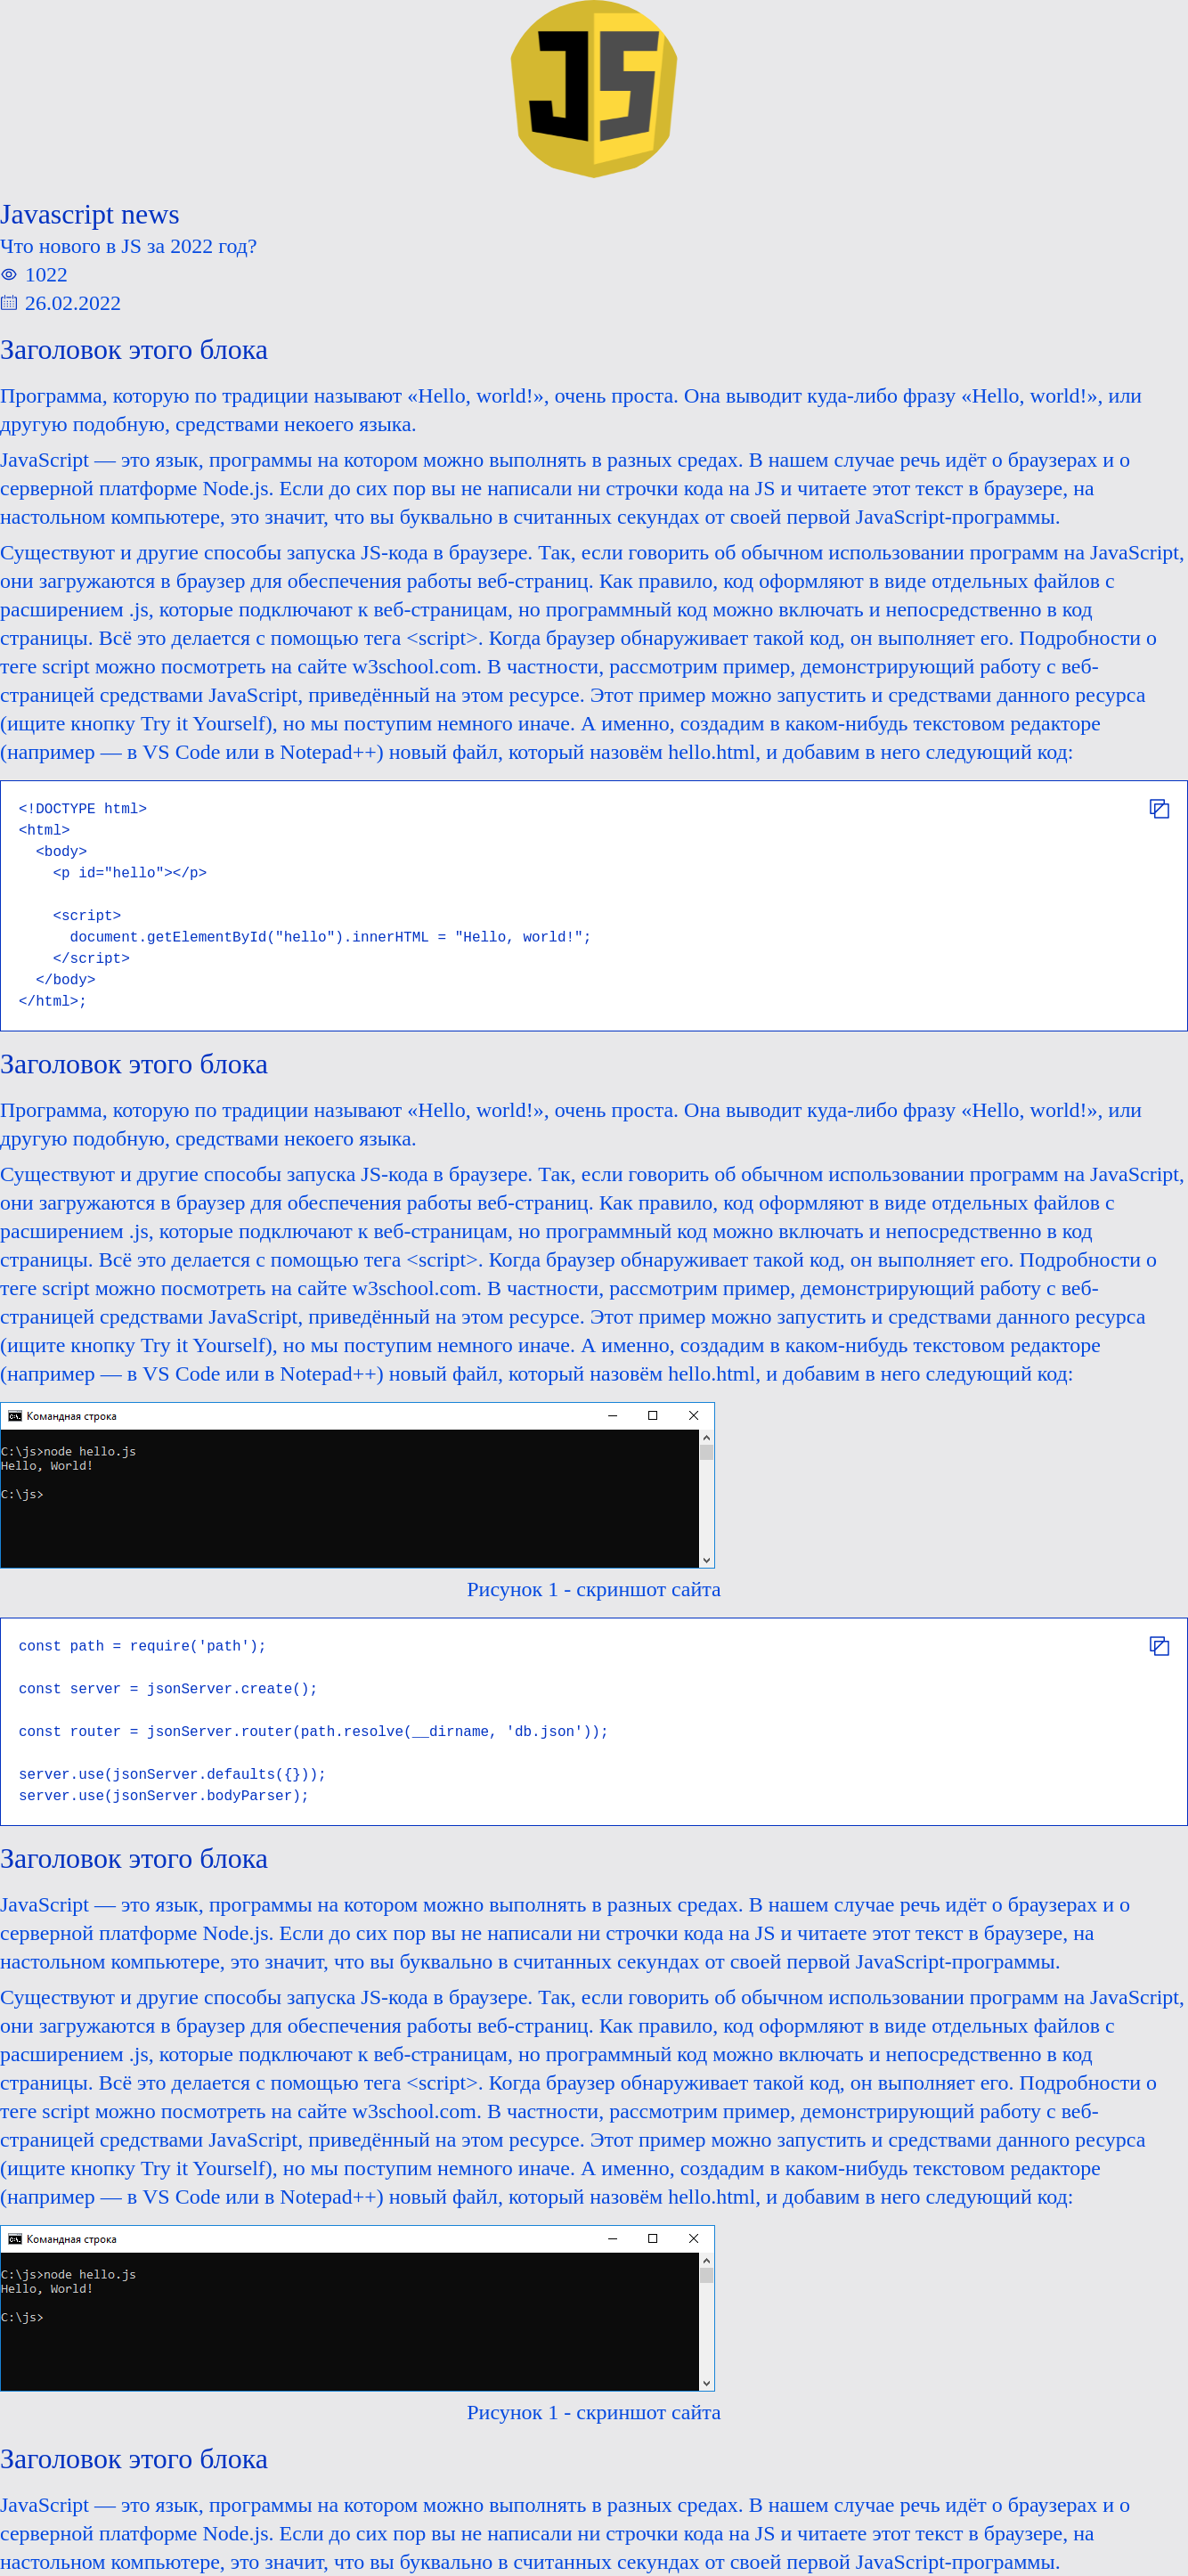 JS
Javascript news
Что нового в JS за 2022 год?
1022
26.02.2022
Заголовок этого блока
Программа, которую по традиции называют «Hello, world!», очень проста. Она выводит куда-либо фразу «Hello, world!», или
другую подобную, средствами некоего языка.
JavaScript — это язык, программы на котором можно выполнять в разных средах. В нашем случае речь идёт о браузерах и о
серверной платформе Node.js. Если до сих пор вы не написали ни строчки кода на JS и читаете этот текст в браузере, на
настольном компьютере, это значит, что вы буквально в считанных секундах от своей первой JavaScript-программы.
Существуют и другие способы запуска JS-кода в браузере. Так, если говорить об обычном использовании программ на JavaScript,
они загружаются в браузер для обеспечения работы веб-страниц. Как правило, код оформляют в виде отдельных файлов с
расширением .js, которые подключают к веб-страницам, но программный код можно включать и непосредственно в код
страницы. Всё это делается с помощью тега <script>. Когда браузер обнаруживает такой код, он выполняет его. Подробности о
теге script можно посмотреть на сайте w3school.com. В частности, рассмотрим пример, демонстрирующий работу с веб-
страницей средствами JavaScript, приведённый на этом ресурсе. Этот пример можно запустить и средствами данного ресурса
(ищите кнопку Try it Yourself), но мы поступим немного иначе. А именно, создадим в каком-нибудь текстовом редакторе
(например — в VS Code или в Notepad++) новый файл, который назовём hello.html, и добавим в него следующий код:
<!DOCTYPE html>
<html>
  <body>
    <p id="hello"></p>

    <script>
      document.getElementById("hello").innerHTML = "Hello, world!";
    </script>
  </body>
</html>;
Заголовок этого блока
Программа, которую по традиции называют «Hello, world!», очень проста. Она выводит куда-либо фразу «Hello, world!», или
другую подобную, средствами некоего языка.
Существуют и другие способы запуска JS-кода в браузере. Так, если говорить об обычном использовании программ на JavaScript,
они загружаются в браузер для обеспечения работы веб-страниц. Как правило, код оформляют в виде отдельных файлов с
расширением .js, которые подключают к веб-страницам, но программный код можно включать и непосредственно в код
страницы. Всё это делается с помощью тега <script>. Когда браузер обнаруживает такой код, он выполняет его. Подробности о
теге script можно посмотреть на сайте w3school.com. В частности, рассмотрим пример, демонстрирующий работу с веб-
страницей средствами JavaScript, приведённый на этом ресурсе. Этот пример можно запустить и средствами данного ресурса
(ищите кнопку Try it Yourself), но мы поступим немного иначе. А именно, создадим в каком-нибудь текстовом редакторе
(например — в VS Code или в Notepad++) новый файл, который назовём hello.html, и добавим в него следующий код:
Командная строка
C:\js>node hello.js
Hello, World!
C:\js>
Рисунок 1 - скриншот сайта
const path = require('path');

const server = jsonServer.create();

const router = jsonServer.router(path.resolve(__dirname, 'db.json'));

server.use(jsonServer.defaults({}));
server.use(jsonServer.bodyParser);
Заголовок этого блока
JavaScript — это язык, программы на котором можно выполнять в разных средах. В нашем случае речь идёт о браузерах и о
серверной платформе Node.js. Если до сих пор вы не написали ни строчки кода на JS и читаете этот текст в браузере, на
настольном компьютере, это значит, что вы буквально в считанных секундах от своей первой JavaScript-программы.
Существуют и другие способы запуска JS-кода в браузере. Так, если говорить об обычном использовании программ на JavaScript,
они загружаются в браузер для обеспечения работы веб-страниц. Как правило, код оформляют в виде отдельных файлов с
расширением .js, которые подключают к веб-страницам, но программный код можно включать и непосредственно в код
страницы. Всё это делается с помощью тега <script>. Когда браузер обнаруживает такой код, он выполняет его. Подробности о
теге script можно посмотреть на сайте w3school.com. В частности, рассмотрим пример, демонстрирующий работу с веб-
страницей средствами JavaScript, приведённый на этом ресурсе. Этот пример можно запустить и средствами данного ресурса
(ищите кнопку Try it Yourself), но мы поступим немного иначе. А именно, создадим в каком-нибудь текстовом редакторе
(например — в VS Code или в Notepad++) новый файл, который назовём hello.html, и добавим в него следующий код:
Командная строка
C:\js>node hello.js
Hello, World!
C:\js>
Рисунок 1 - скриншот сайта
Заголовок этого блока
JavaScript — это язык, программы на котором можно выполнять в разных средах. В нашем случае речь идёт о браузерах и о
серверной платформе Node.js. Если до сих пор вы не написали ни строчки кода на JS и читаете этот текст в браузере, на
настольном компьютере, это значит, что вы буквально в считанных секундах от своей первой JavaScript-программы.